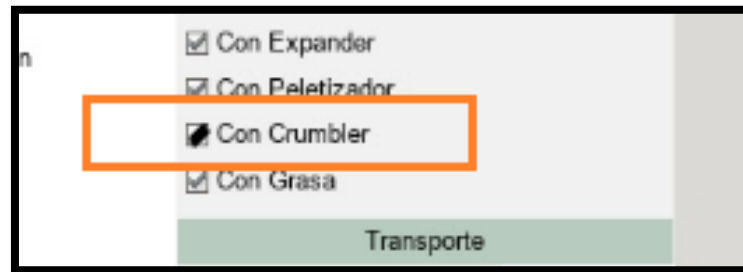 n
Con Expander
Con Peletizador
Con Crumbler
Con Grasa
Transporte